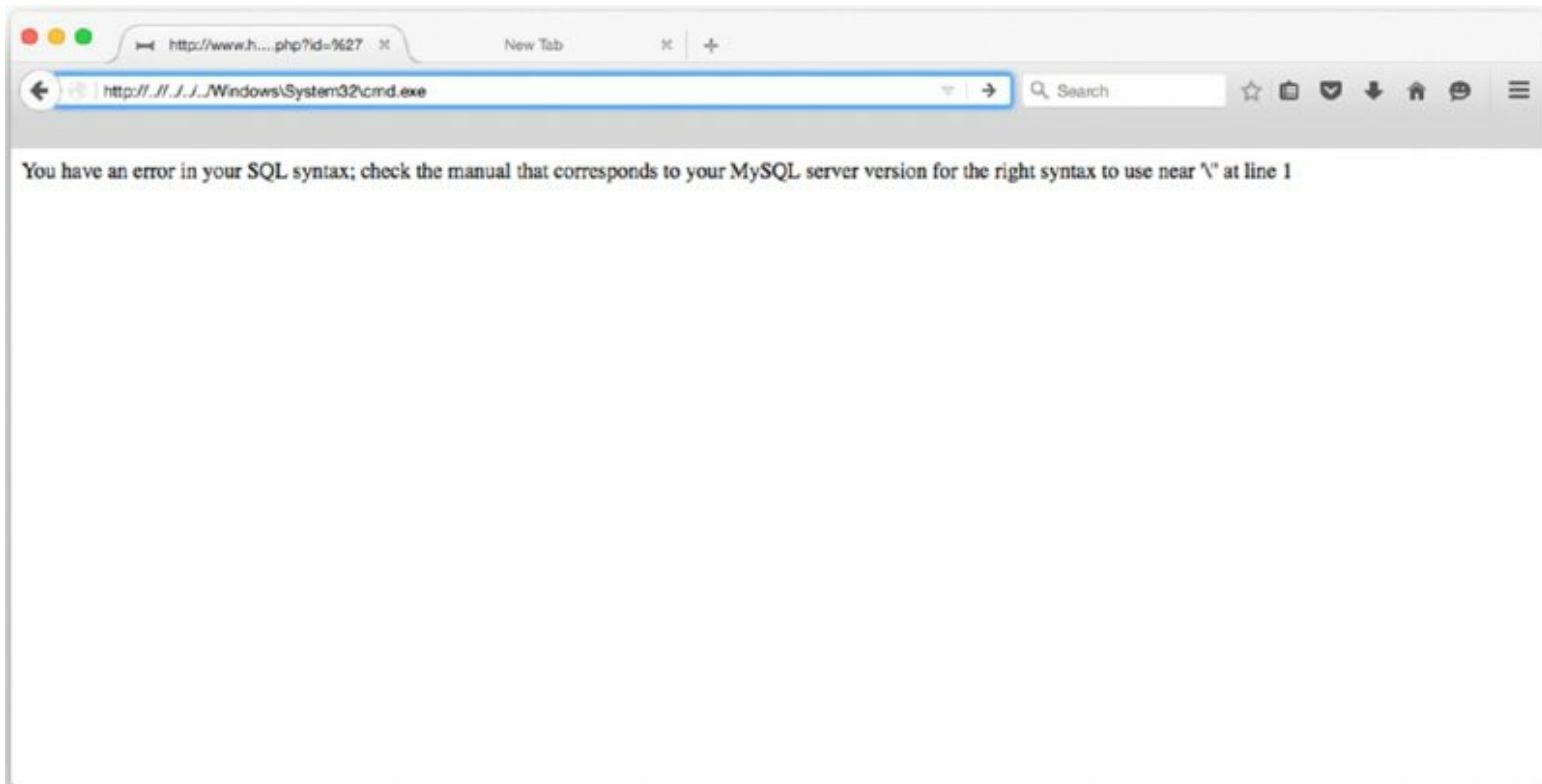 http://www.h....php?id=%27
New Tab
http://..//../../../Windows\System32\cmd.exe
Search
You have an error in your SQL syntax; check the manual that corresponds to your MySQL server version for the right syntax to use near '\'' at line 1